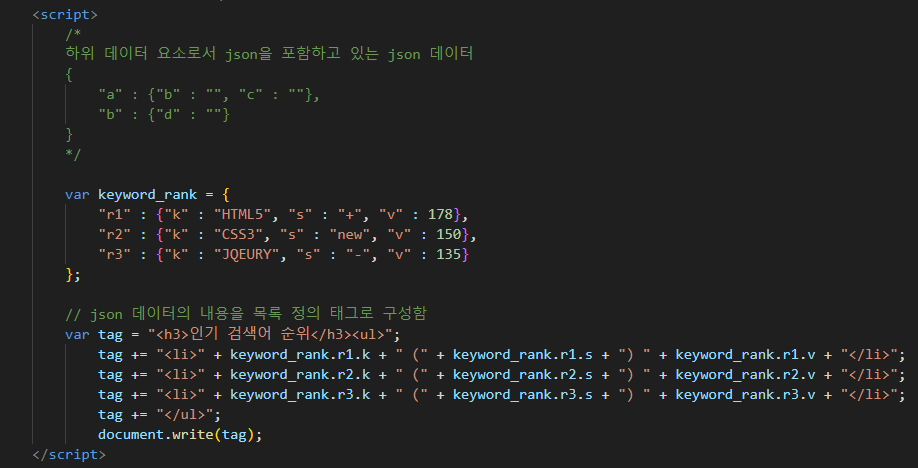 <script>
/*
하위 데이터 요소로서 json을 포함하고 있는 json 데이터
{
"a" : {"b" : "", "c" : ""},
"b" : {"d" : ""}
}
*/
var keyword_rank = {
"r1" : {"k" : "HTML5", "s" : "+", "v" : 178},
"r2" : {"k" : "CSS3", "s" : "new", "v" : 150},
"r3" : {"k" : "JQEURY", "s" : "-", "v" : 135}
};
// json 데이터의 내용을 목록 정의 태그로 구성함
var tag = "<h3>인기 검색어 순위</h3><ul>";
tag += "<li>" + keyword_rank.r1.k + " (" + keyword_rank.r1.s + ") " + keyword_rank.r1.v + "</li>";
tag += "<li>" + keyword_rank.r2.k + " (" + keyword_rank.r2.s + ") " + keyword_rank.r2.v + "</li>";
tag += "<li>" + keyword_rank.r3.k + " (" + keyword_rank.r3.s + ") " + keyword_rank.r3.v + "</li>";
tag += "</ul>";
document.write(tag);
</script>